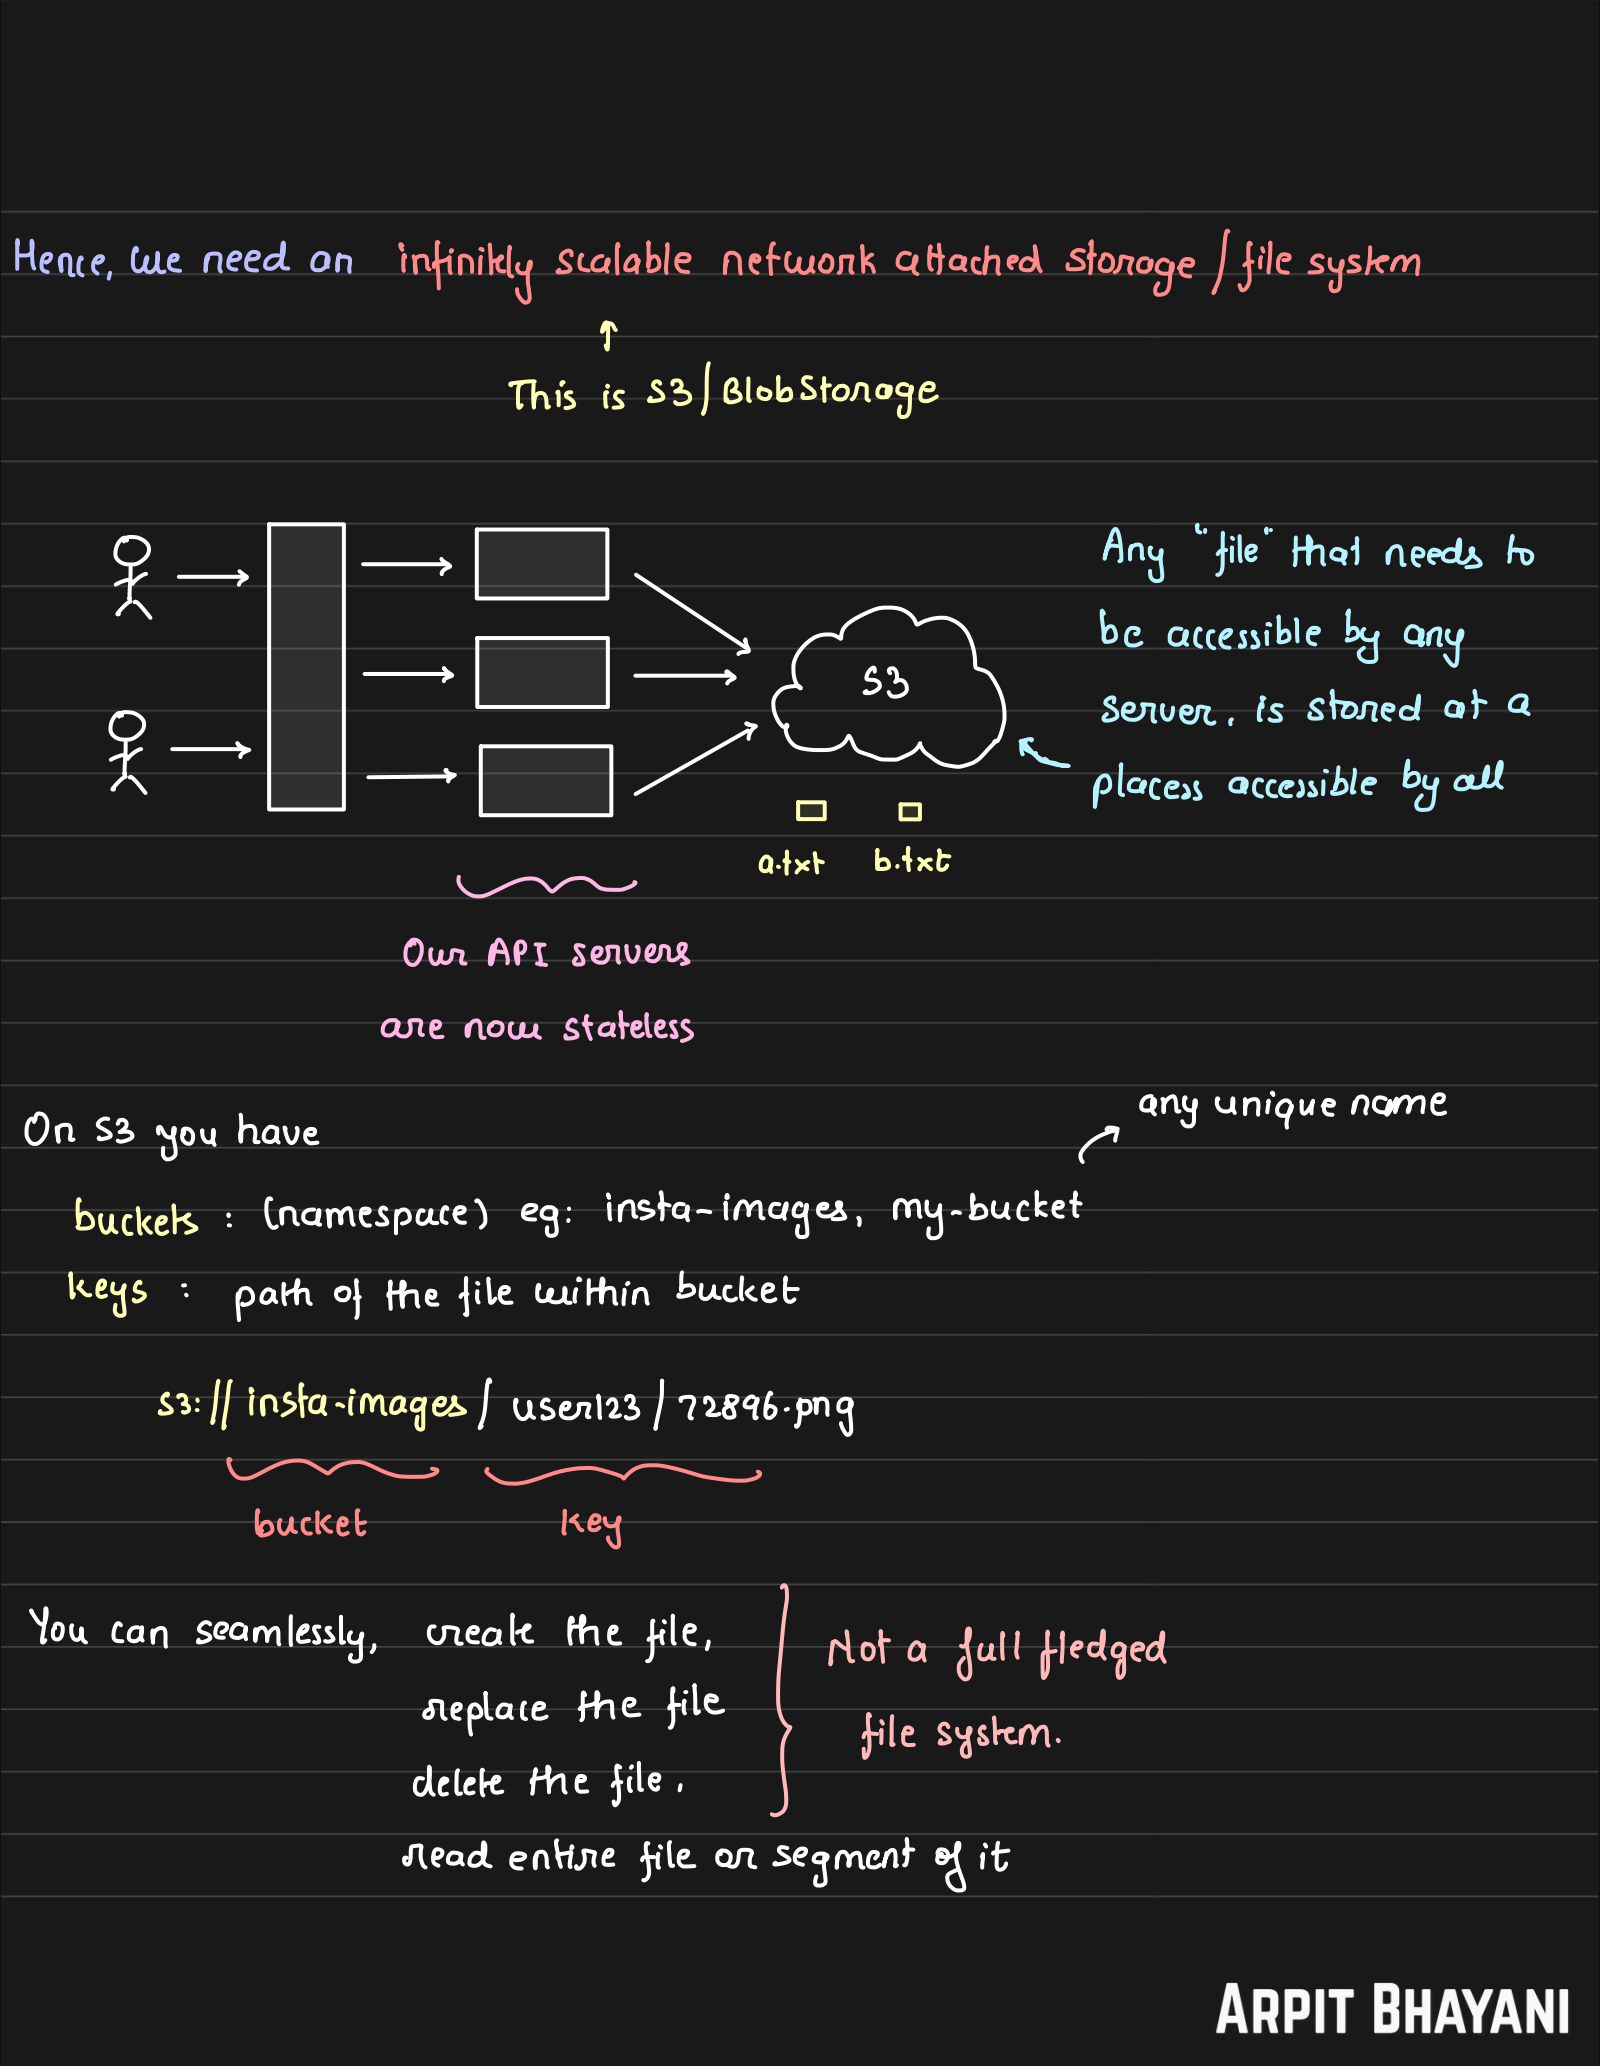 Hence, we need an infinitely scalable network attached storage / file system
This is S3 / BlobStorage
Any "file" that needs to
be accessible by any
server, is stored at a
placess accessible by all
S3
a.txt b.txt
Our API servers
are now stateless
any unique name
On S3 you have
buckets : (namespace) eg: insta-images, my-bucket
keys : path of the file within bucket
s3:// insta-images / user123 / 72896.png
bucket key
You can seamlessly, create the file,
replace the file
delete the file.
read entire file or segment of it
Not a full fledged
file system.
ARPIT BHAYANI